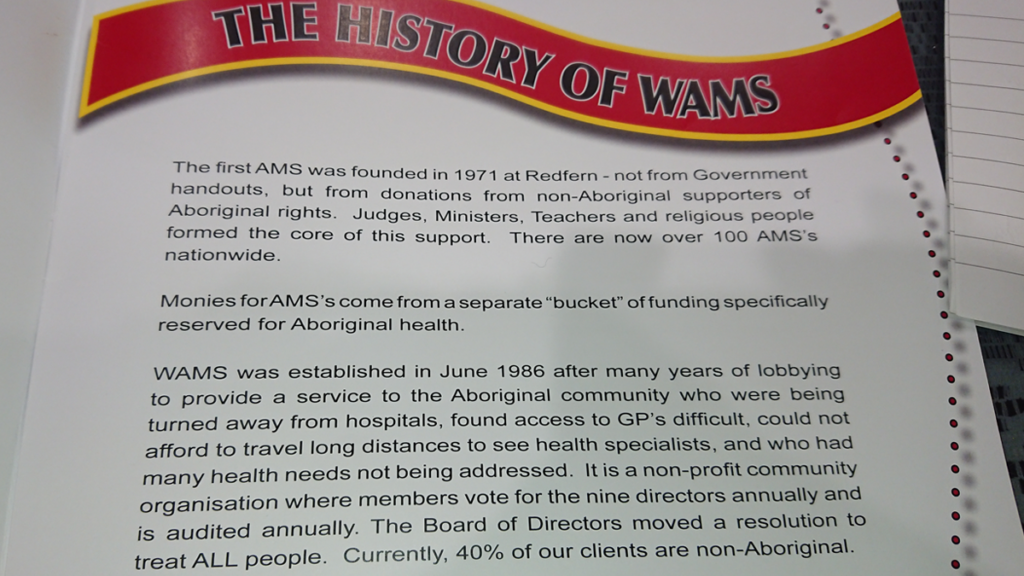 THE HISTORY OF WAMS
The first AMS was founded in 1971 at Redfern - not from Government
handouts, but from donations from non-Aboriginal supporters of
Aboriginal rights. Judges, Ministers, Teachers and religious people
formed the core of this support. There are now over 100 AMS's
nationwide.
Monies for AMS's come from a separate “bucket” of funding specifically
reserved for Aboriginal health.
WAMS was established in June 1986 after many years of lobbying
to provide a service to the Aboriginal community who were being
turned away from hospitals, found access to GP's difficult, could not
afford to travel long distances to see health specialists, and who had
many health needs not being addressed. It is a non-profit community
organisation where members vote for the nine directors annually and
is audited annually. The Board of Directors moved a resolution to
treat ALL people. Currently, 40% of our clients are non-Aboriginal.